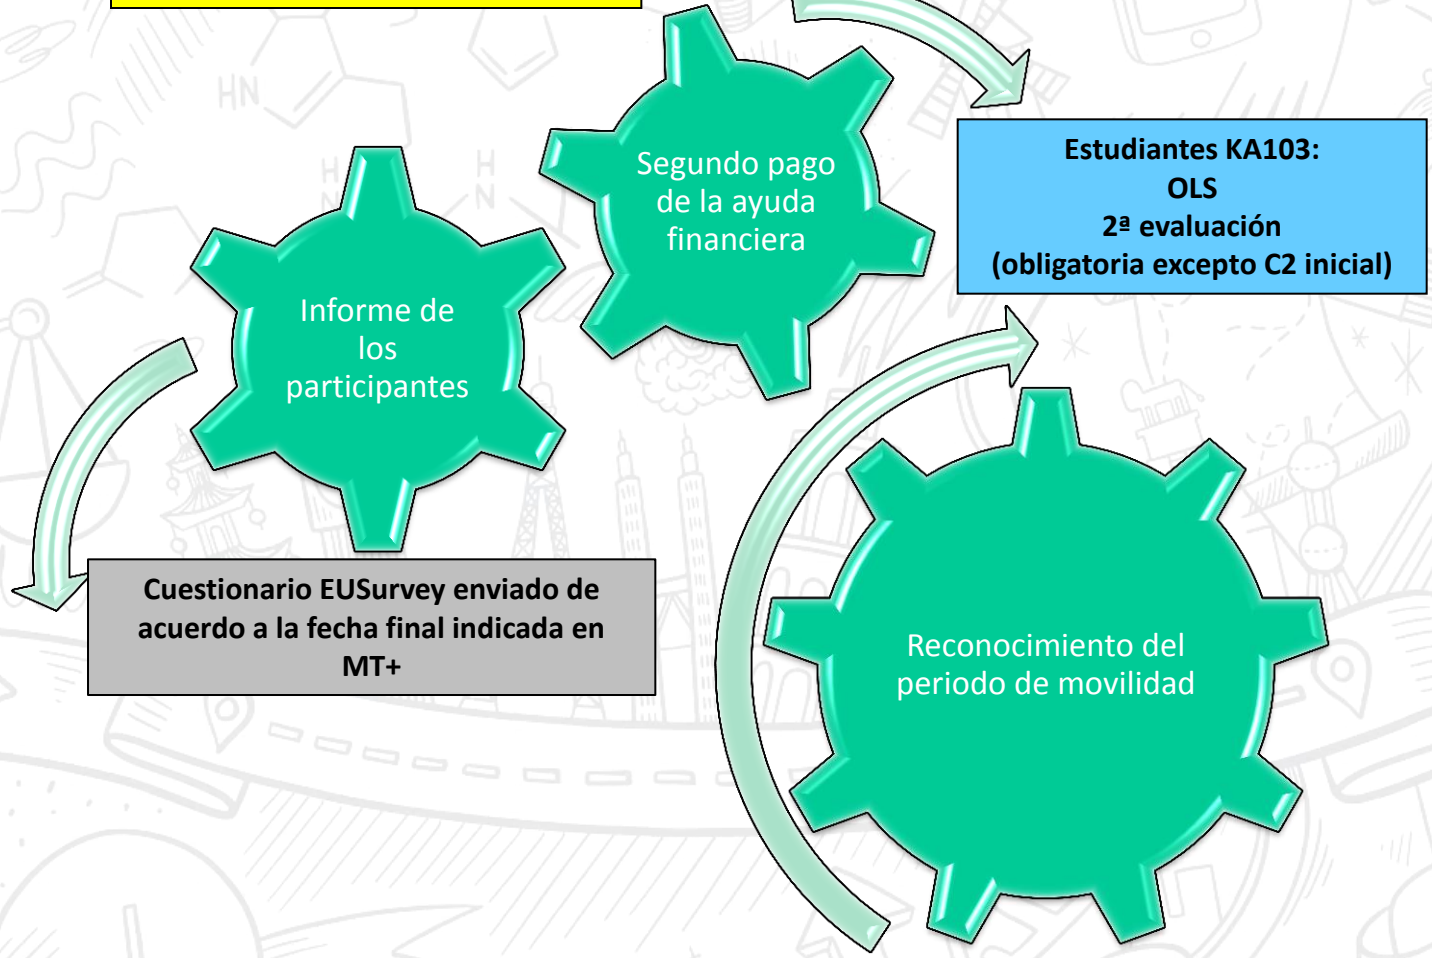 Segundo pago
de la ayuda
financiera
Estudiantes KA103:
OLS
2ª evaluación
(obligatoria excepto C2 inicial)
Informe de
los
participantes
Cuestionario EUSurvey enviado de
acuerdo a la fecha final indicada en
MT+
Reconocimiento del
periodo de movilidad
HN
H
N
H
N